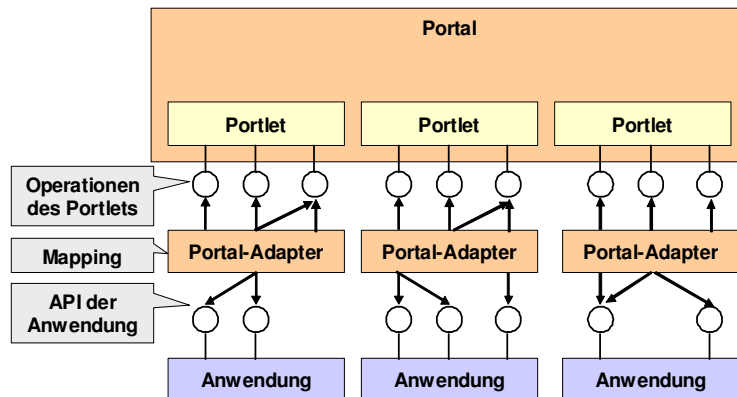 Portal
Portlet
Portlet
Portlet
Operationen
des Portlets
Mapping
Portal-Adapter
Portal-Adapter
Portal-Adapter
API der
Anwendung
Anwendung
Anwendung
Anwendung